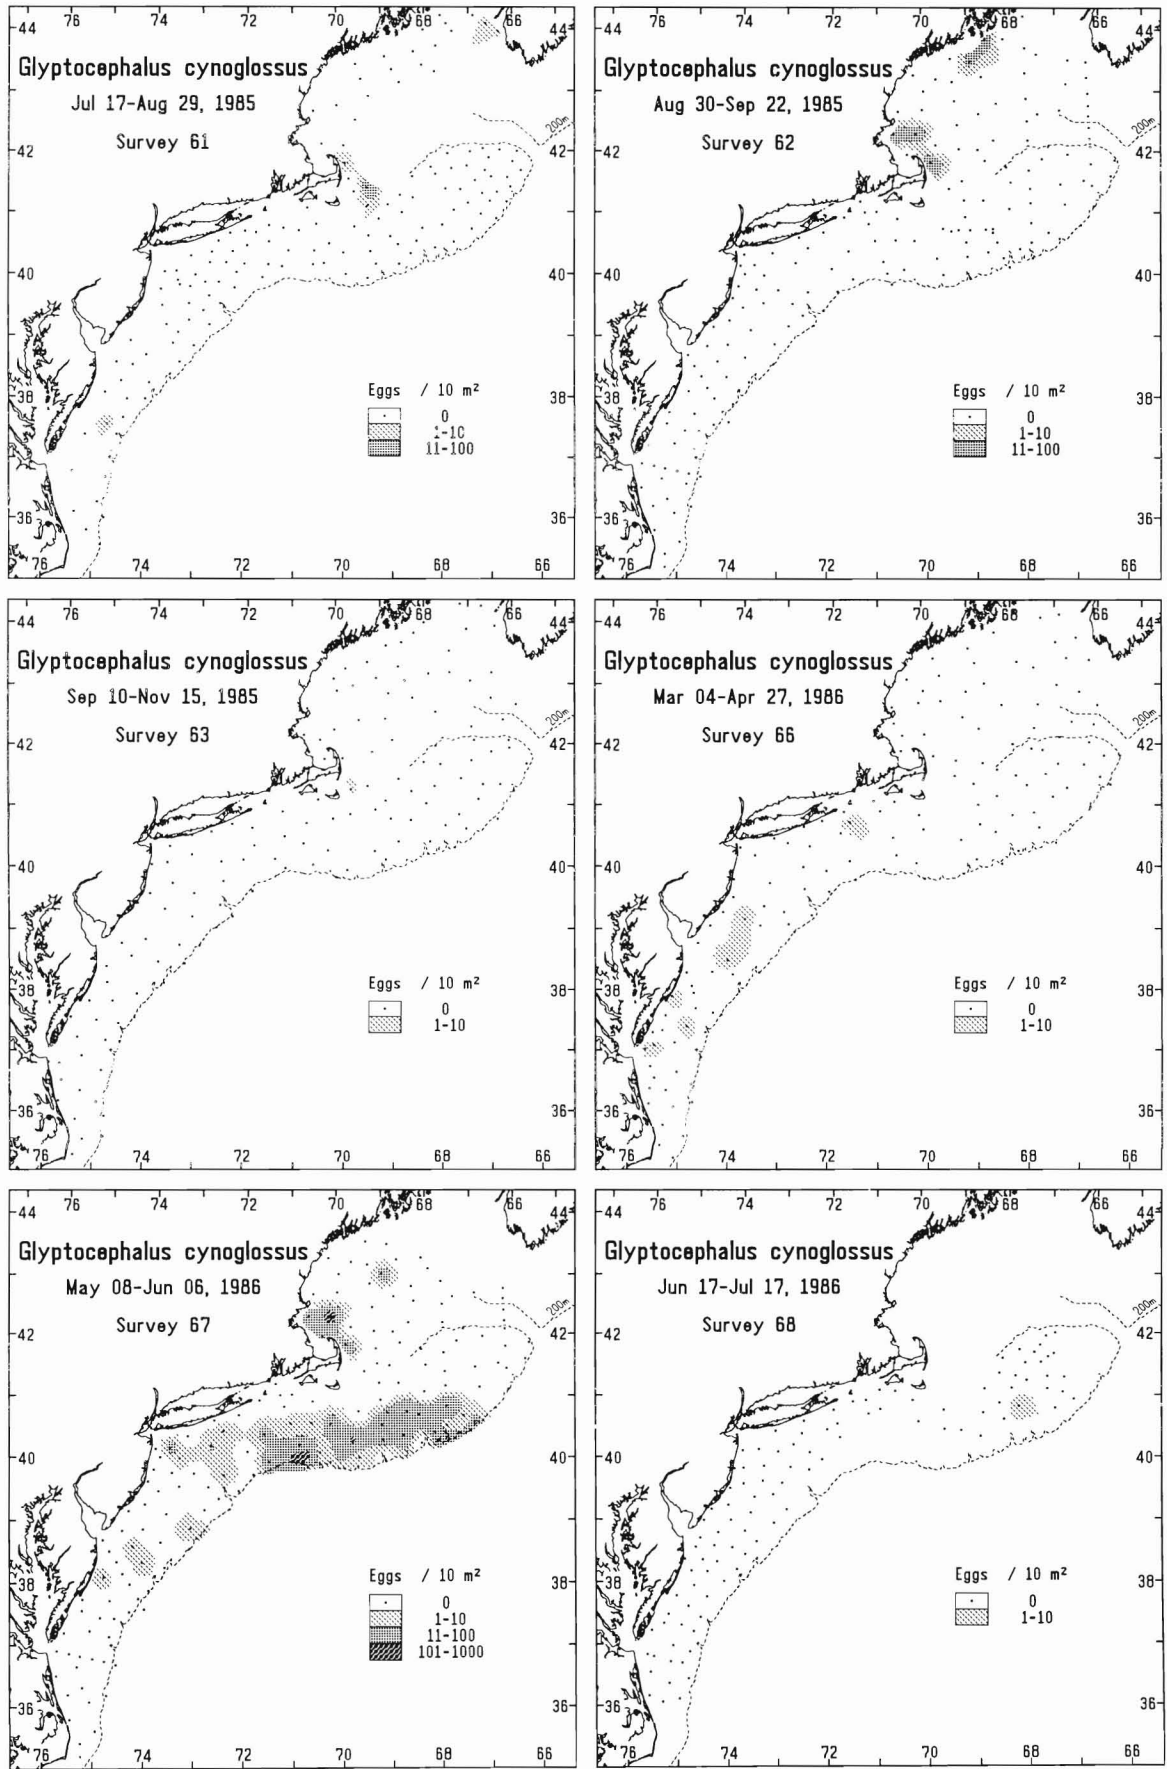 76 74 72 70 68 66
44 44
Glyptocephalus cynoglossus
Jul 17-Aug 29, 1985
Survey 61
200m
42 42
40 40
Eggs / 10 m²
38 38
0
1-10
11-100
36 36
76 74 72 70 68 66
76 74 72 70 68 66
44 44
Glyptocephalus cynoglossus
Aug 30-Sep 22, 1985
Survey 62
200m
42 42
40 40
Eggs / 10 m²
38 38
0
1-10
11-100
36 36
76 74 72 70 68 66
76 74 72 70 68 66
44 44
Glyptocephalus cynoglossus
Sep 10-Nov 15, 1985
Survey 63
200m
42 42
40 40
Eggs / 10 m²
38 38
0
1-10
36 36
76 74 72 70 68 66
76 74 72 70 68 66
44 44
Glyptocephalus cynoglossus
Mar 04-Apr 27, 1986
Survey 66
200m
42 42
40 40
Eggs / 10 m²
38 38
0
1-10
36 36
76 74 72 70 68 66
76 74 72 70 68 66
44 44
Glyptocephalus cynoglossus
May 08-Jun 06, 1986
Survey 67
200m
42 42
40 40
Eggs / 10 m²
38 38
0
1-10
11-100
101-1000
36 36
76 74 72 70 68 66
76 74 72 70 68 66
44 44
Glyptocephalus cynoglossus
Jun 17-Jul 17, 1986
Survey 68
200m
42 42
40 40
Eggs / 10 m²
38 38
0
1-10
36 36
76 74 72 70 68 66